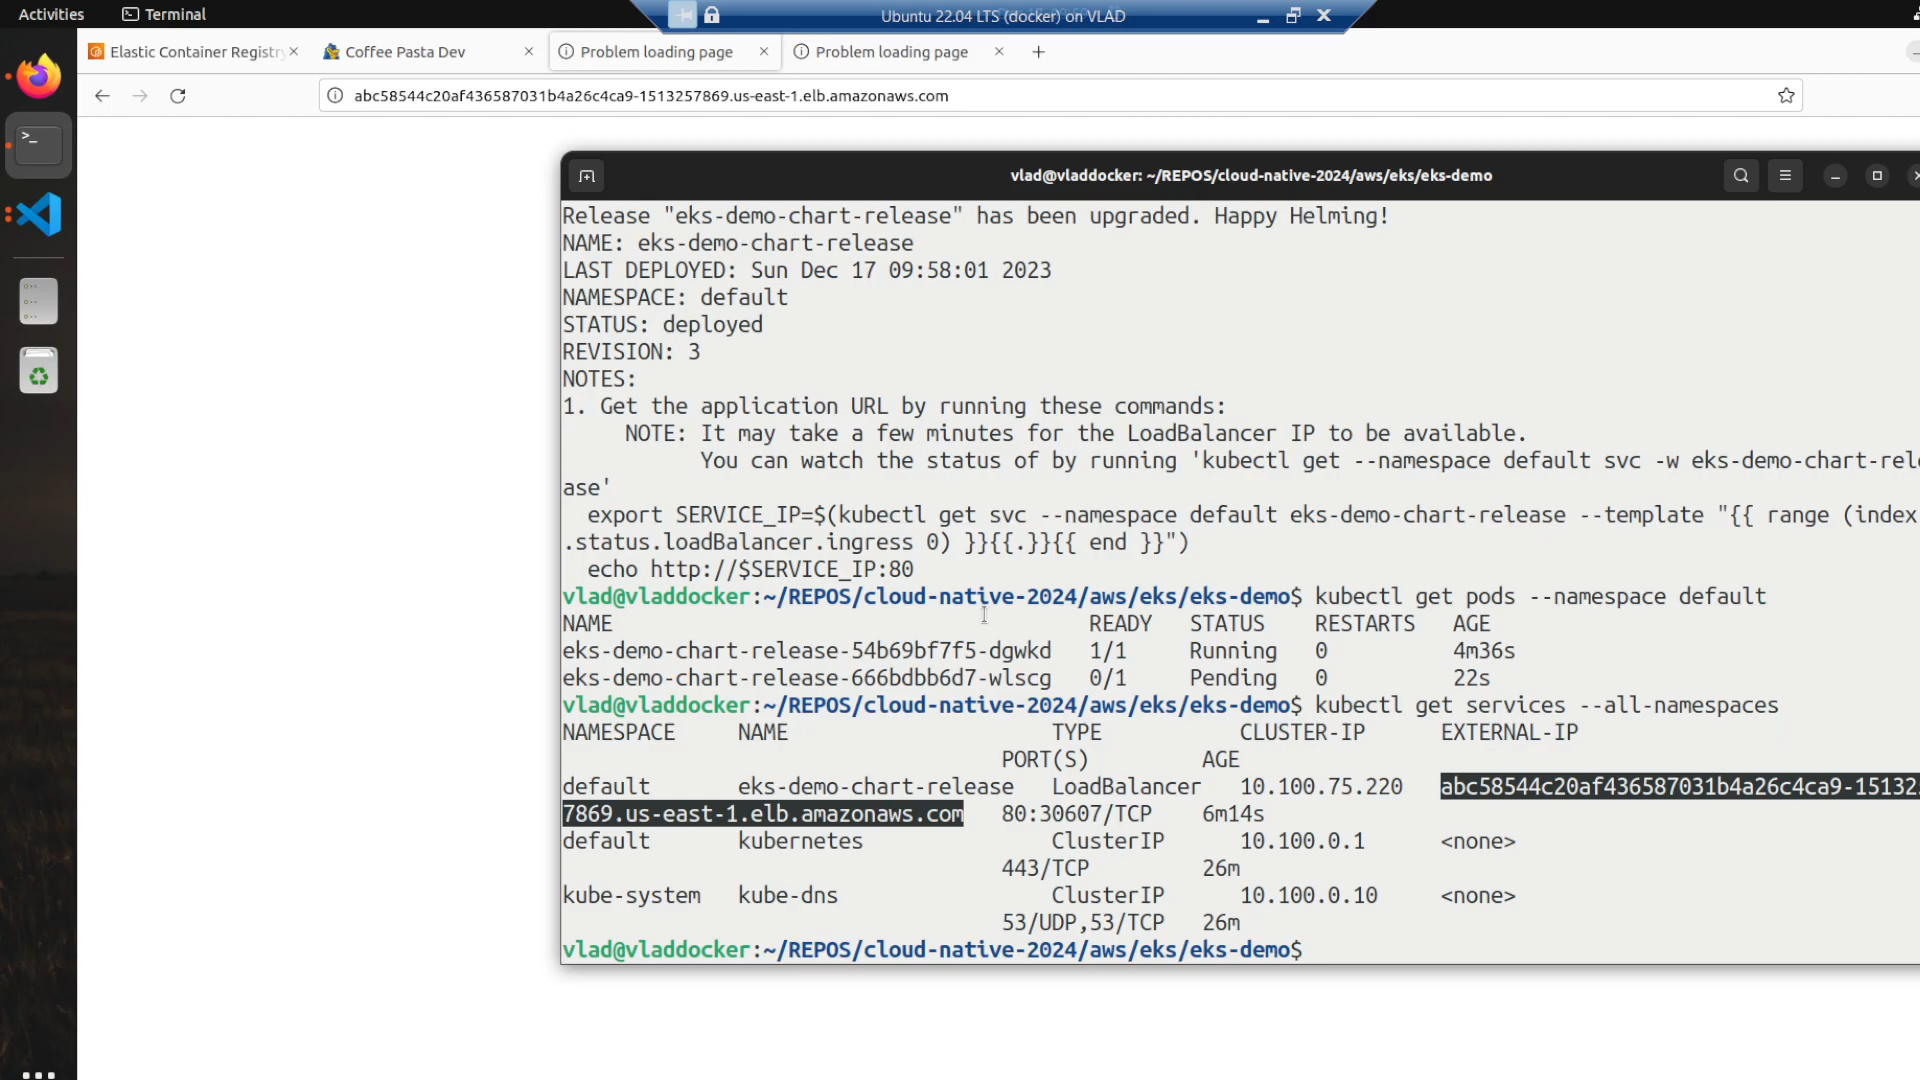 Activities
Terminal
Ubuntu 22.04 LTS (docker) on VLAD
Elastic Container Registry
Coffee Pasta Dev
Problem loading page
Problem loading page
abc58544c20af436587031b4a26c4ca9-1513257869.us-east-1.elb.amazonaws.com
vlad@vladdocker: ~/REPOS/cloud-native-2024/aws/eks/eks-demo
Release "eks-demo-chart-release" has been upgraded. Happy Helming!
NAME: eks-demo-chart-release
LAST DEPLOYED: Sun Dec 17 09:58:01 2023
NAMESPACE: default
STATUS: deployed
REVISION: 3
NOTES:
1. Get the application URL by running these commands:
     NOTE: It may take a few minutes for the LoadBalancer IP to be available.
           You can watch the status of by running 'kubectl get --namespace default svc -w eks-demo-chart-rel
ase'
  export SERVICE_IP=$(kubectl get svc --namespace default eks-demo-chart-release --template "{{ range (index
.status.loadBalancer.ingress 0) }}{{.}}{{ end }}")
  echo http://$SERVICE_IP:80
vlad@vladdocker:~/REPOS/cloud-native-2024/aws/eks/eks-demo$ kubectl get pods --namespace default
NAME READY STATUS RESTARTS AGE
eks-demo-chart-release-54b69bf7f5-dgwkd 1/1 Running 0 4m36s
eks-demo-chart-release-666bdbb6d7-wlscg 0/1 Pending 0 22s
vlad@vladdocker:~/REPOS/cloud-native-2024/aws/eks/eks-demo$ kubectl get services --all-namespaces
NAMESPACE NAME TYPE CLUSTER-IP EXTERNAL-IP
PORT(S) AGE
default eks-demo-chart-release LoadBalancer 10.100.75.220 abc58544c20af436587031b4a26c4ca9-15132
7869.us-east-1.elb.amazonaws.com 80:30607/TCP 6m14s
default kubernetes ClusterIP 10.100.0.1 <none>
443/TCP 26m
kube-system kube-dns ClusterIP 10.100.0.10 <none>
53/UDP,53/TCP 26m
vlad@vladdocker:~/REPOS/cloud-native-2024/aws/eks/eks-demo$